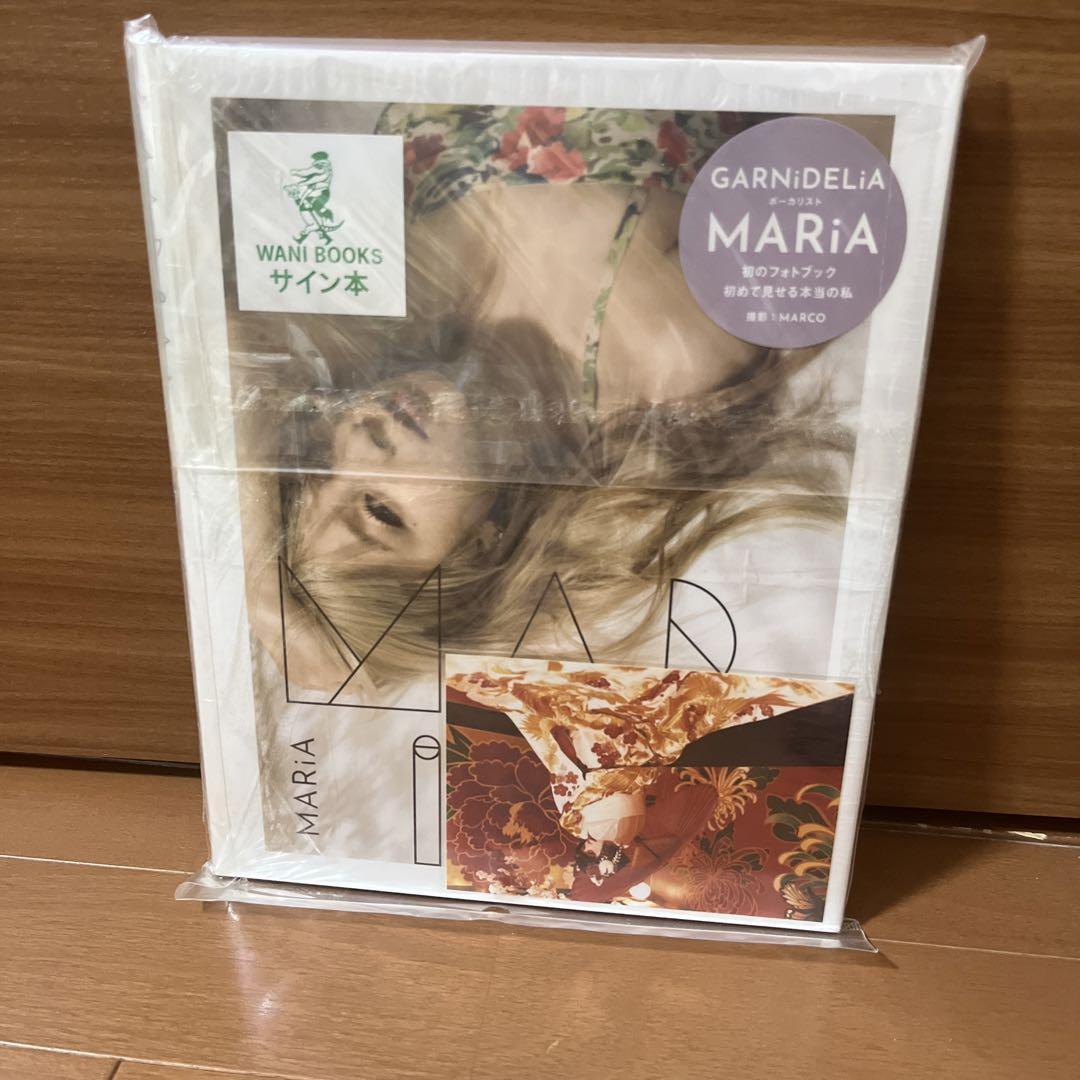 WANI BOOKS
サイン本
GARNiDELiA
ボーカリスト
MARiA
初のフォトブック
初めて見せる本当の私
撮影:MARCO
MAR
i
MARiA